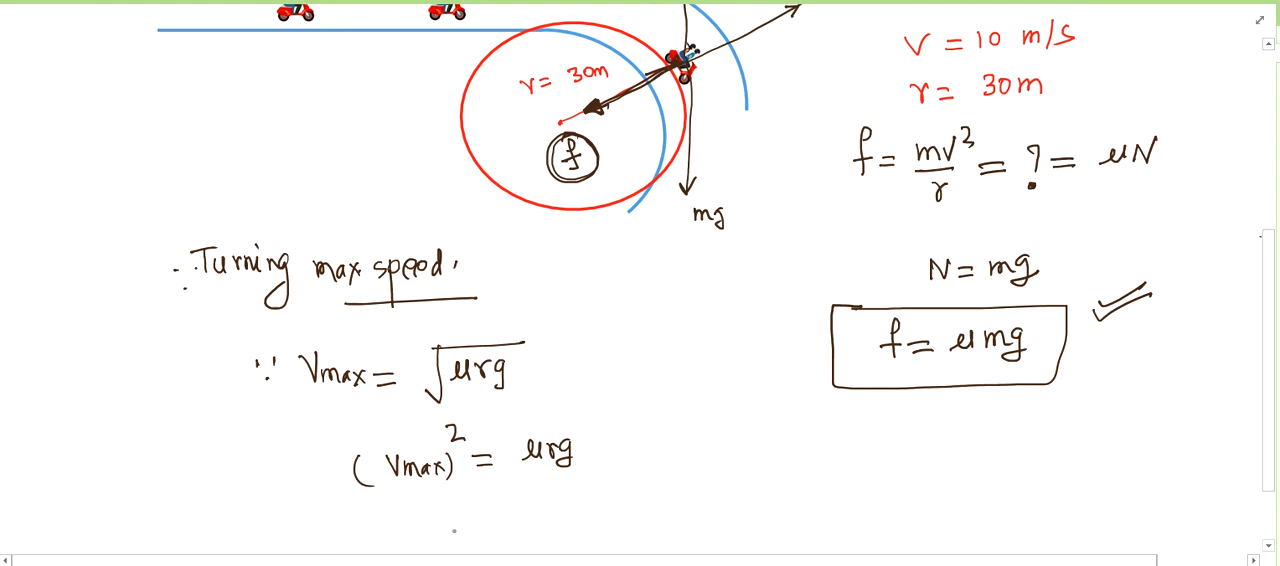 r = 30m
f
mg
v = 10 m/s
r = 30m
f = mv²/r = ? = μN
N = mg
f = μmg
∴ Turning max speed.
∵ Vmax = √μrg
(Vmax)² = μrg